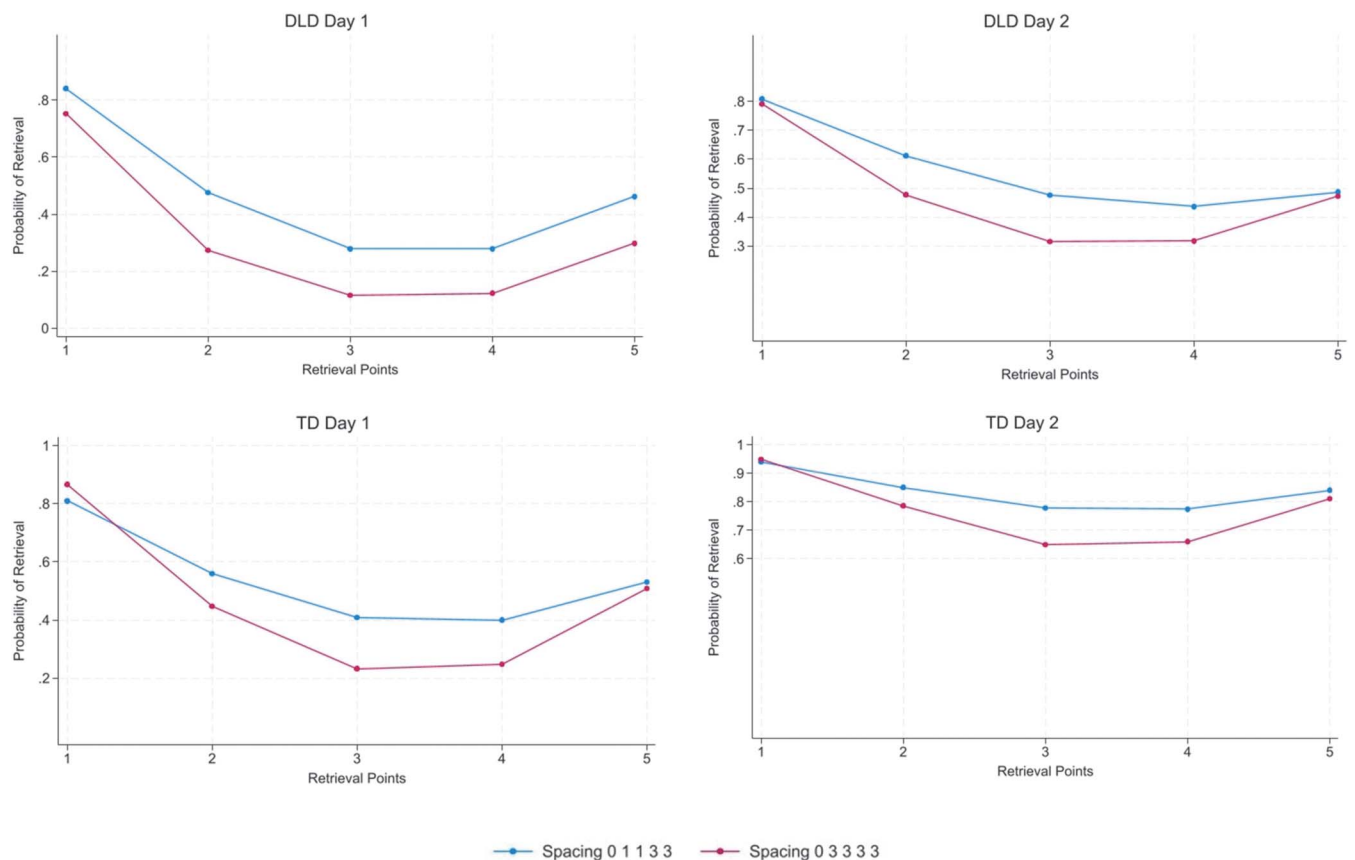 DLD Day 1
Probability of Retrieval
.8
.6
.4
.2
0
1 2 3 4 5
Retrieval Points
DLD Day 2
Probability of Retrieval
.8
.7
.6
.5
.4
.3
1 2 3 4 5
Retrieval Points
TD Day 1
Probability of Retrieval
1
.8
.6
.4
.2
1 2 3 4 5
Retrieval Points
TD Day 2
Probability of Retrieval
1
.9
.8
.7
.6
1 2 3 4 5
Retrieval Points
Spacing 0 1 1 3 3 Spacing 0 3 3 3 3